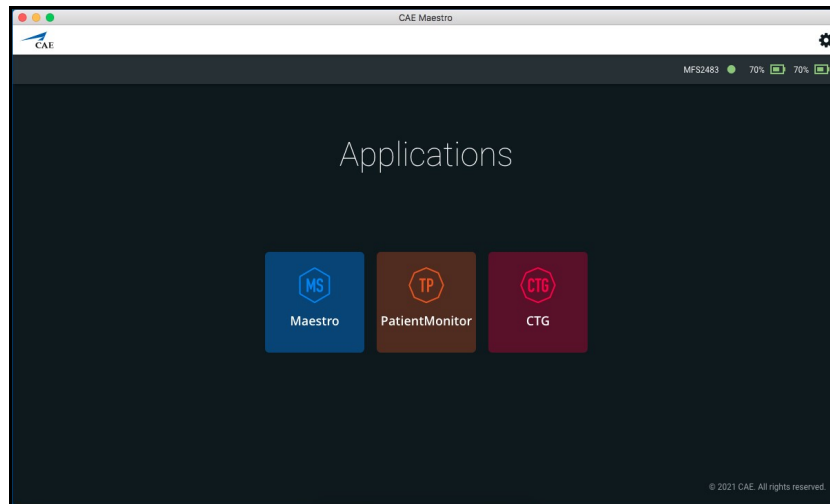 CAE Maestro
CAE
MFS2483 70% 70%
Applications
MS TP CTG
Maestro PatientMonitor CTG
© 2021 CAE. All rights reserved.